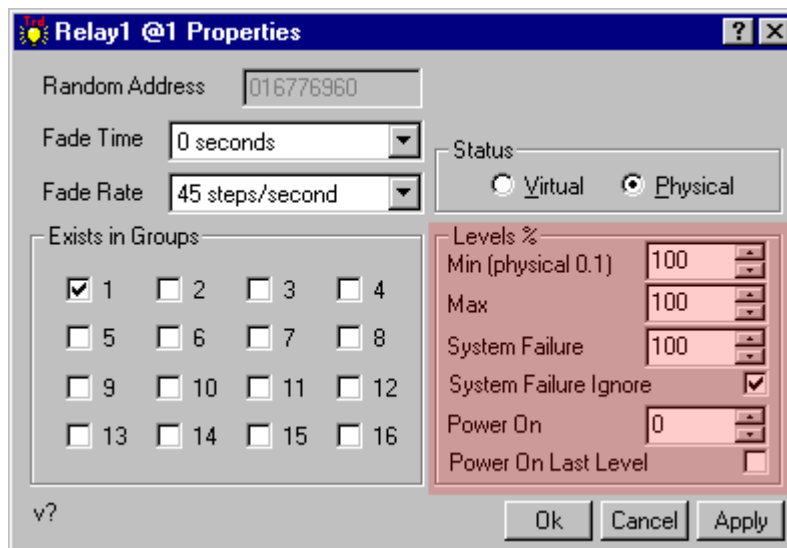 Trd
Relay1 @1 Properties
Random Address 016776960
Fade Time 0 seconds
Fade Rate 45 steps/second
Status
Virtual Physical
Exists in Groups
1 2 3 4
5 6 7 8
9 10 11 12
13 14 15 16
Levels %
Min (physical 0.1) 100
Max 100
System Failure 100
System Failure Ignore
Power On 0
Power On Last Level
v?
Ok Cancel Apply